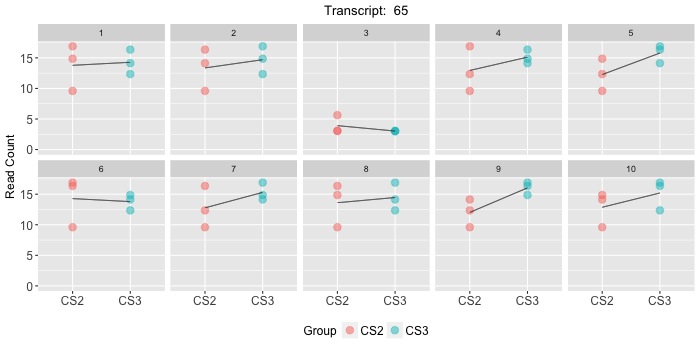 Transcript: 65
1 2 3 4 5
15
10
5
0
6 7 8 9 10
15
10
5
0
Read Count
CS2 CS3 CS2 CS3 CS2 CS3 CS2 CS3 CS2 CS3
Group CS2 CS3